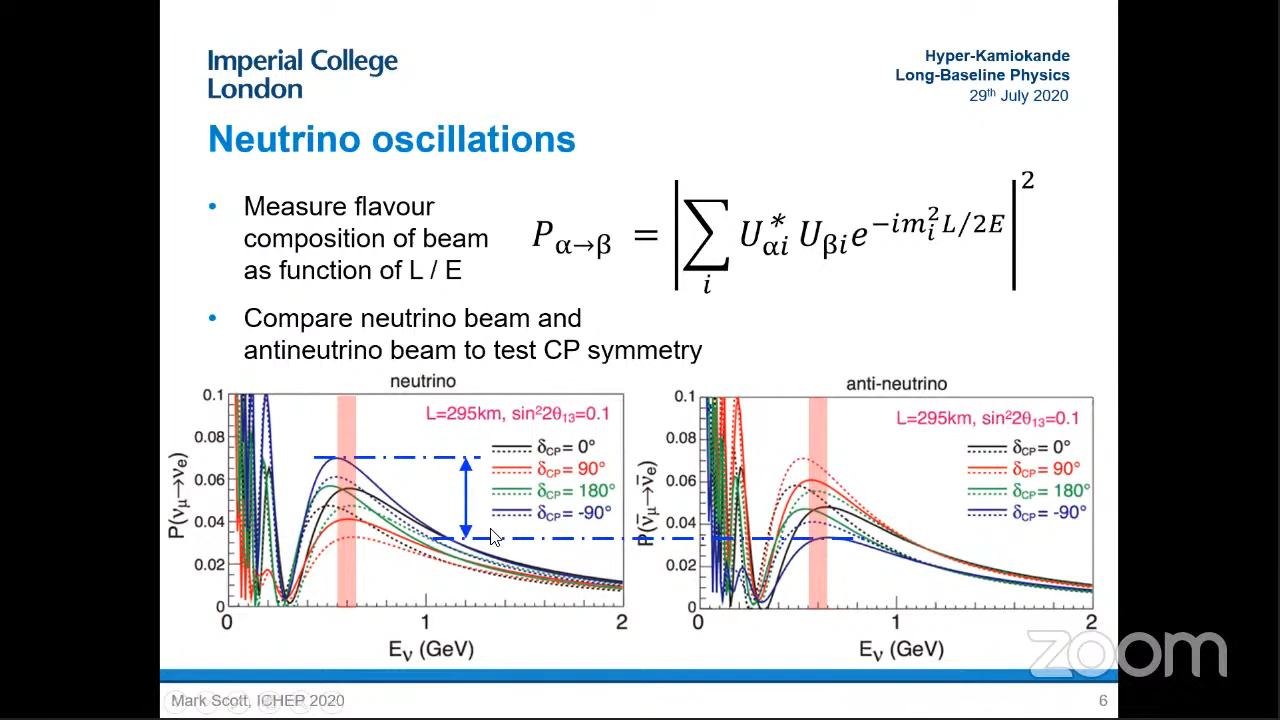 Imperial College
London
Hyper-Kamiokande
Long-Baseline Physics
29th July 2020
Neutrino oscillations
• Measure flavour
composition of beam
as function of L / E
P_{α→β} = |∑_i U*_{αi} U_{βi} e^{−im_i^2 L/2E}|^2
• Compare neutrino beam and
antineutrino beam to test CP symmetry
neutrino
0.1
0.08
0.06
0.04
0.02
0
P(νμ→νe)
L=295km, sin²2θ₁₃=0.1
δCP= 0°
δCP= 90°
δCP= 180°
δCP= -90°
0 1 2
Eν (GeV)
anti-neutrino
0.1
0.08
0.06
0.04
0.02
0
P(ν̄μ→ν̄e)
L=295km, sin²2θ₁₃=0.1
δCP= 0°
δCP= 90°
δCP= 180°
δCP= -90°
0 1 2
Eν (GeV)
zoom
Mark Scott, ICHEP 2020
6